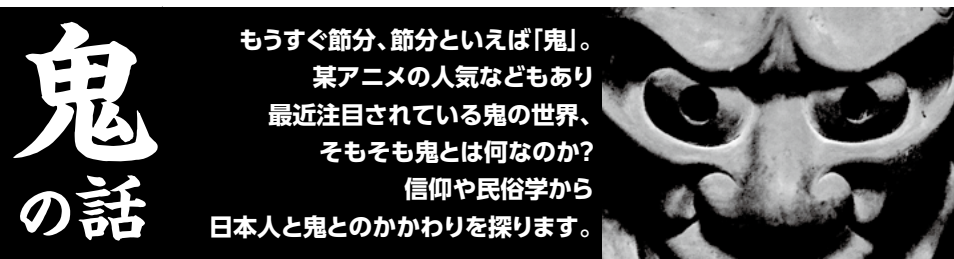 鬼
の話
もうすぐ節分、節分といえば「鬼」。
某アニメの人気などもあり
最近注目されている鬼の世界、
そもそも鬼とは何なのか?
信仰や民俗学から
日本人と鬼とのかかわりを探ります。